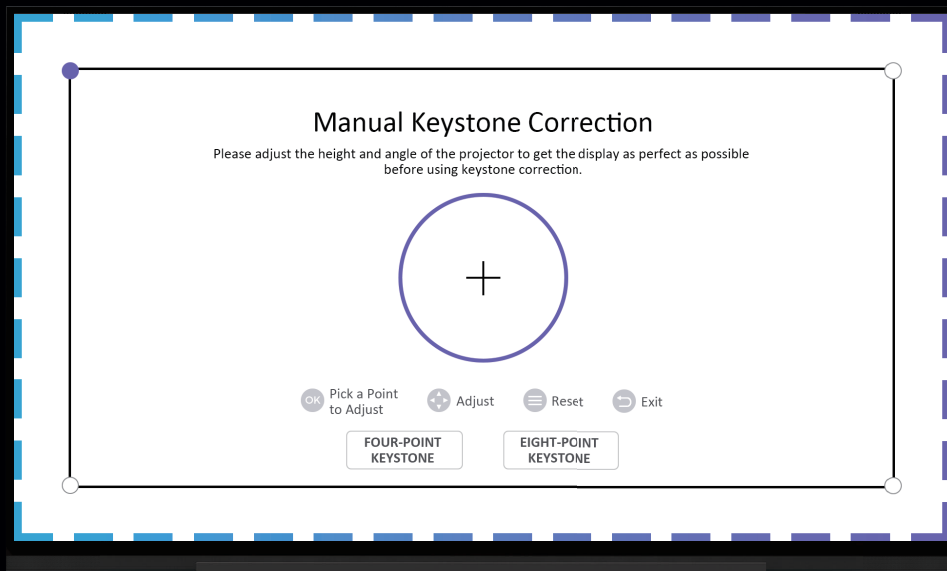 Manual Keystone Correction
Please adjust the height and angle of the projector to get the display as perfect as possible
before using keystone correction.
OK
Pick a Point
to Adjust
Adjust
Reset
Exit
FOUR-POINT
KEYSTONE
EIGHT-POINT
KEYSTONE